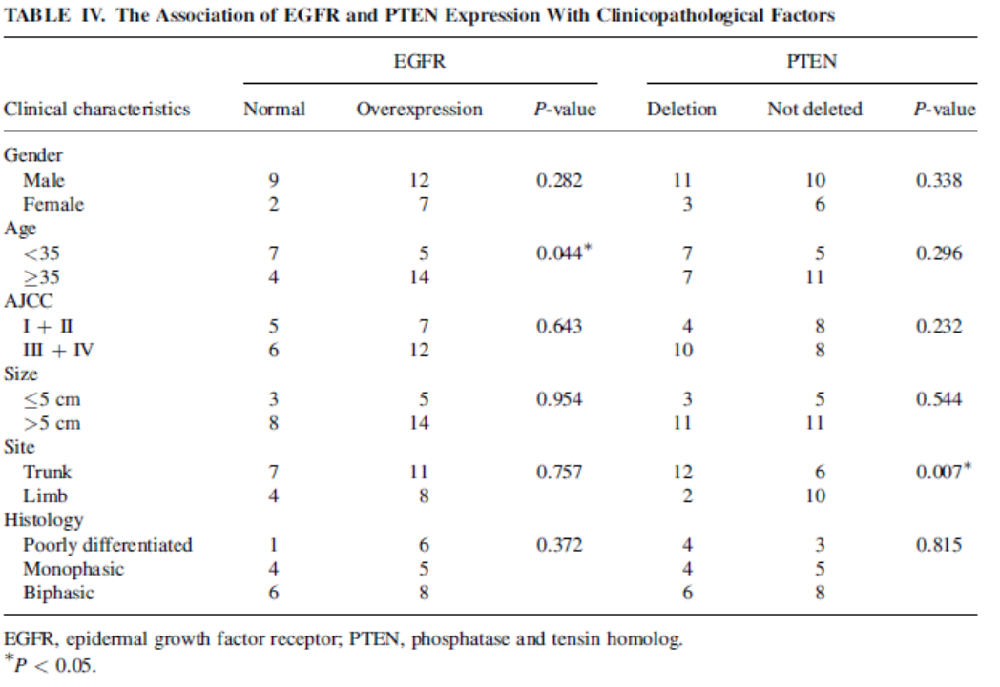 TABLE IV. The Association of EGFR and PTEN Expression With Clinicopathological Factors
EGFR PTEN
Clinical characteristics Normal Overexpression P-value Deletion Not deleted P-value
Gender
Male 9 12 0.282 11 10 0.338
Female 2 7 3 6
Age
<35 7 5 0.044* 7 5 0.296
≥35 4 14 7 11
AJCC
I + II 5 7 0.643 4 8 0.232
III + IV 6 12 10 8
Size
≤5 cm 3 5 0.954 3 5 0.544
>5 cm 8 14 11 11
Site
Trunk 7 11 0.757 12 6 0.007*
Limb 4 8 2 10
Histology
Poorly differentiated 1 6 0.372 4 3 0.815
Monophasic 4 5 4 5
Biphasic 6 8 6 8
EGFR, epidermal growth factor receptor; PTEN, phosphatase and tensin homolog.
*P < 0.05.